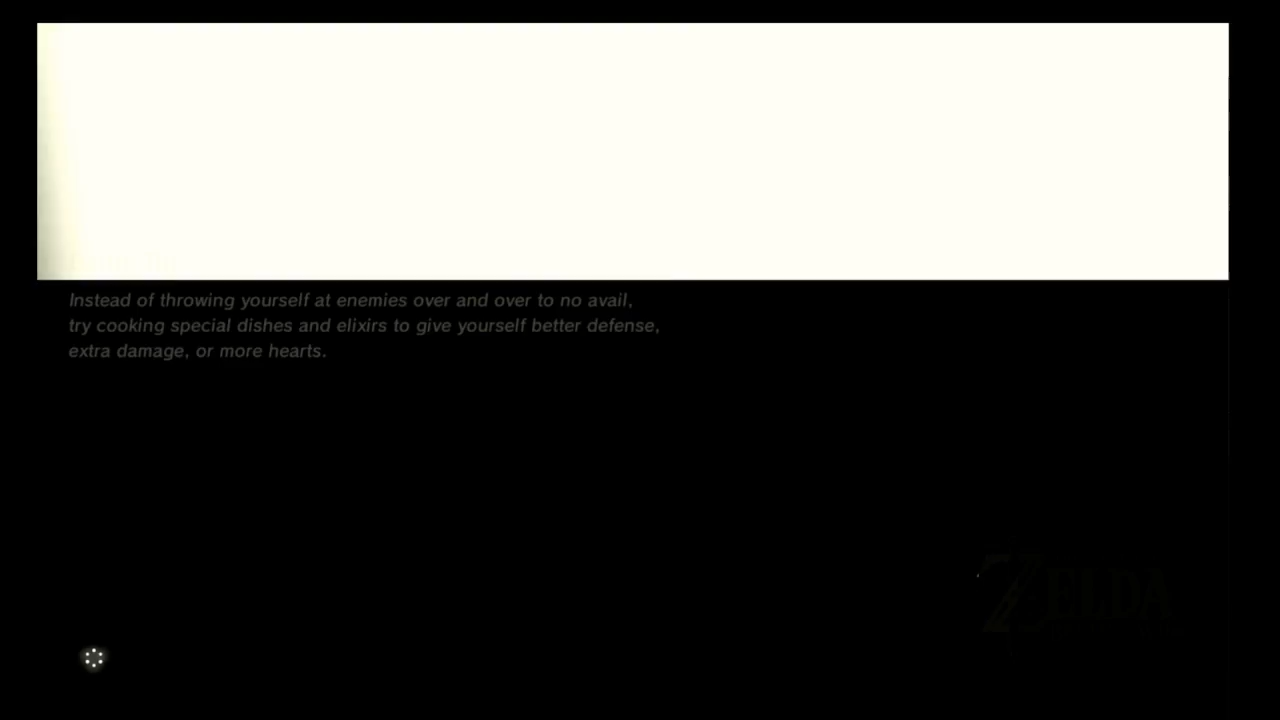 Instead of throwing yourself at enemies over and over to no avail,
try cooking special dishes and elixirs to give yourself better defense,
extra damage, or more hearts.
ZELDA